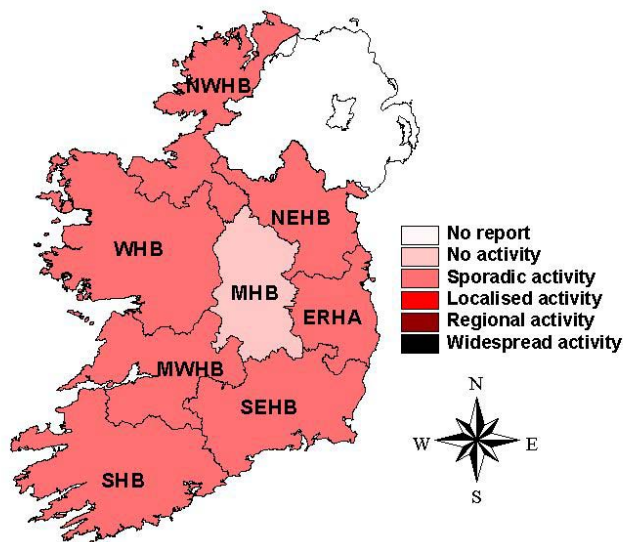 NWHB
NEHB
WHB
MHB
ERHA
MWHB
SEHB
SHB
No report
No activity
Sporadic activity
Localised activity
Regional activity
Widespread activity
N
W E
S